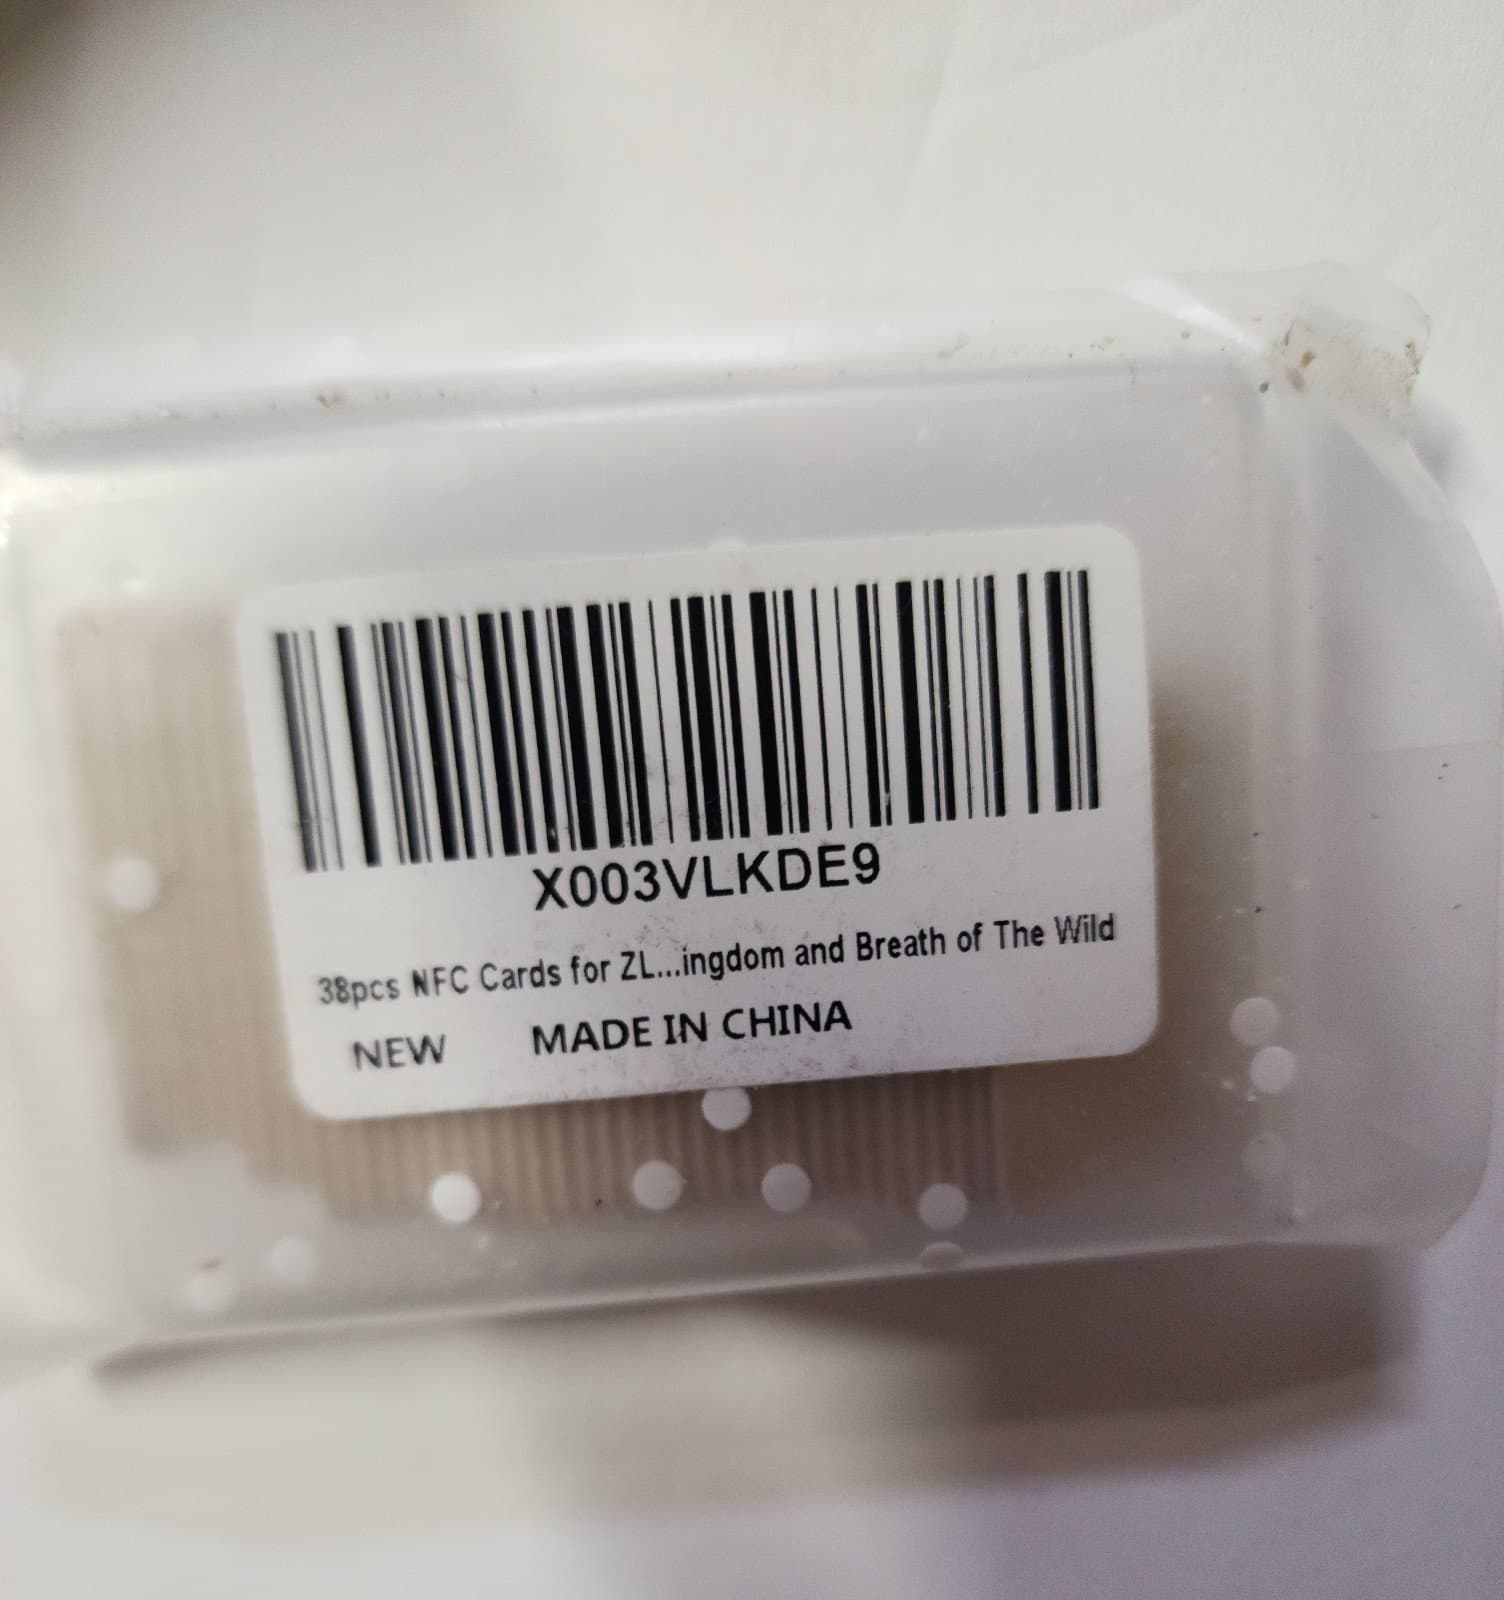 X003VLKDE9
38pcs NFC Cards for ZL...ingdom and Breath of The Wild
NEW MADE IN CHINA